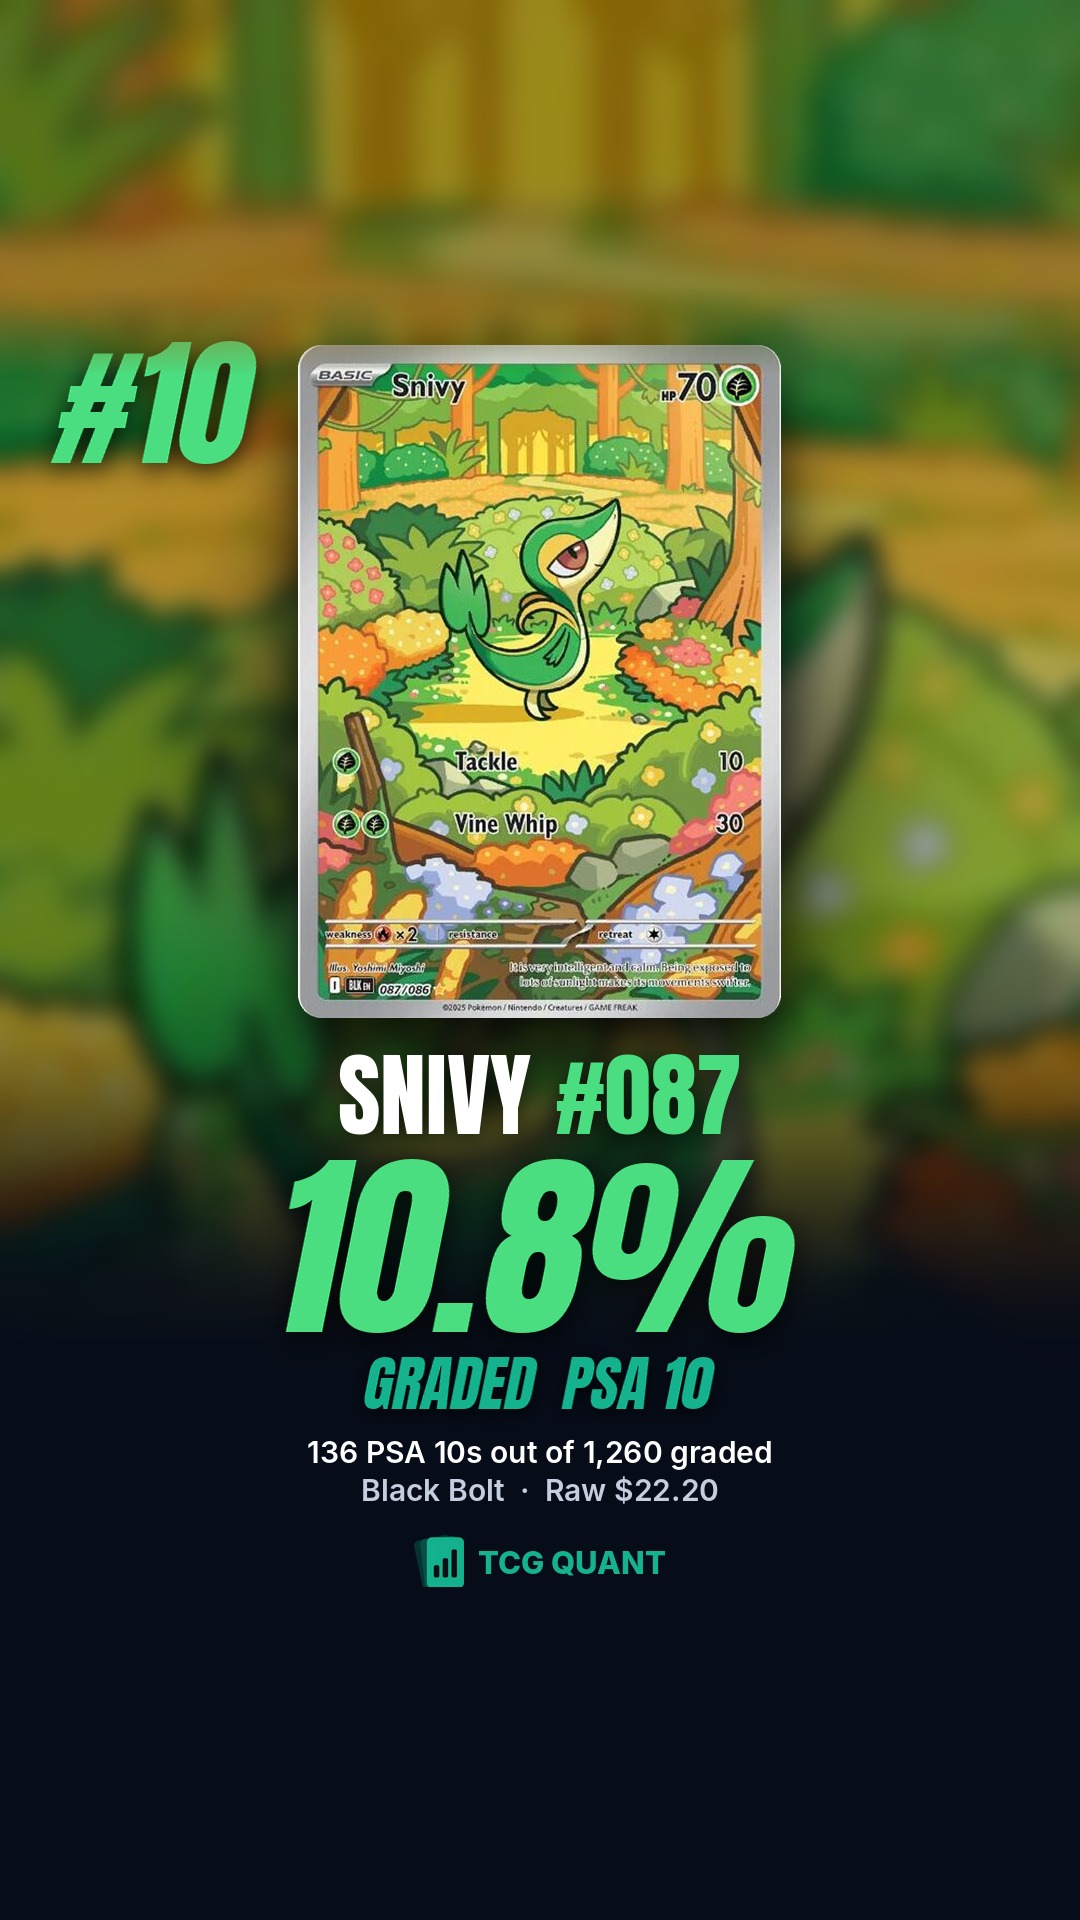 #10
BASIC Snivy HP 70
Tackle 10
Vine Whip 30
weakness ×2 resistance retreat
Illus. Yoshimi Miyoshi
It is very intelligent and calm. Being exposed to
lots of sunlight makes its movements swifter.
I BLK EN 087/086
©2025 Pokémon / Nintendo / Creatures / GAME FREAK
SNIVY #087
10.8%
GRADED PSA 10
136 PSA 10s out of 1,260 graded
Black Bolt · Raw $22.20
TCG QUANT